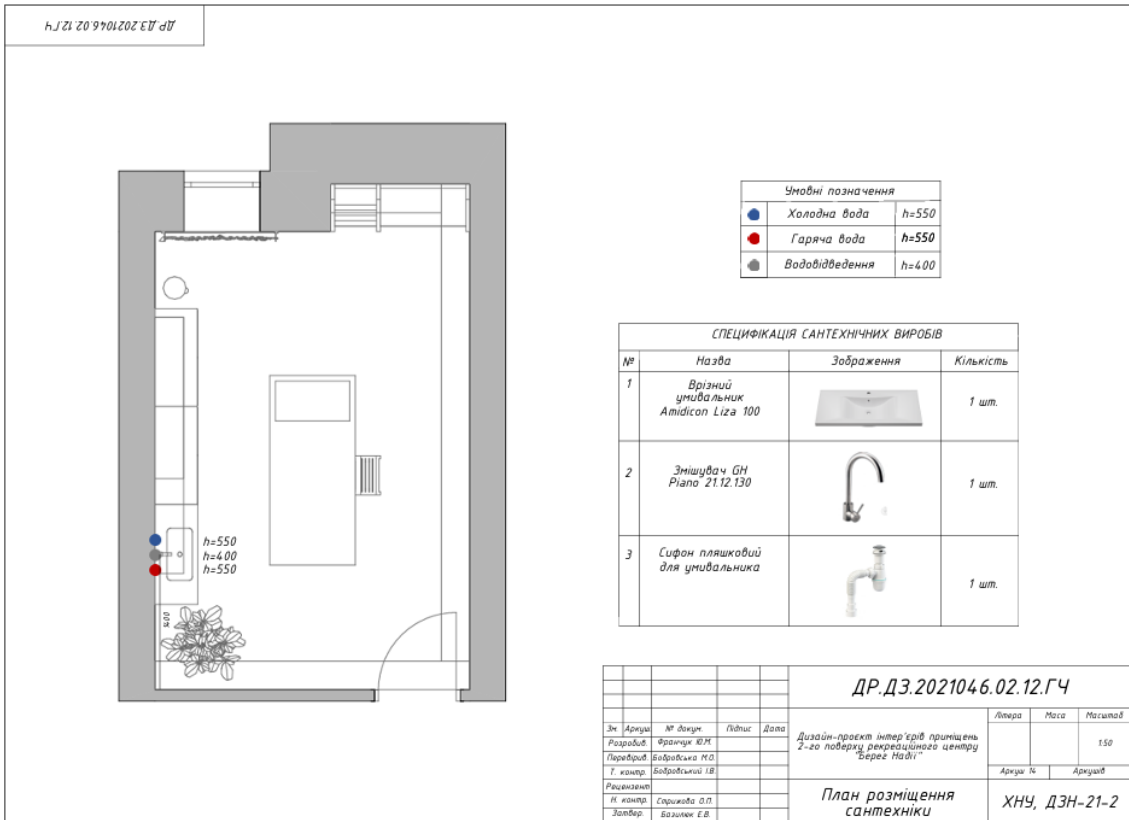 ДР.ДЗ.2021046.02.12.ГЧ
Умовні позначення
Холодна вода h=550
Гаряча вода h=550
Водовідведення h=400
СПЕЦИФІКАЦІЯ САНТЕХНІЧНИХ ВИРОБІВ
№ Назва Зображення Кількість
1 Врізний
умивальник
Amidicon Liza 100
1 шт.
2 Змішувач GH
Piano 21.12.130
1 шт.
3 Сифон пляшковий
для умивальника
1 шт.
h=550
h=400
h=550
1400
ДР.ДЗ.2021046.02.12.ГЧ
Зн. Аркуш № докум. Підпис Дата
Розробив. Франчук Ю.М.
Перевірив. Бобровська М.О.
Т. контр. Бобровський І.В.
Рецензент
Н. контр. Стрижова О.П.
Затвер. Базилюк Е.В.
Дизайн-проєкт інтер'єрів приміщень
2-го поверху рекреаційного центру
"Берег Надії"
Літера Маса Масштаб
1:50
Аркуш 14 Аркушів
План розміщення
сантехніки
ХНУ, ДЗН-21-2